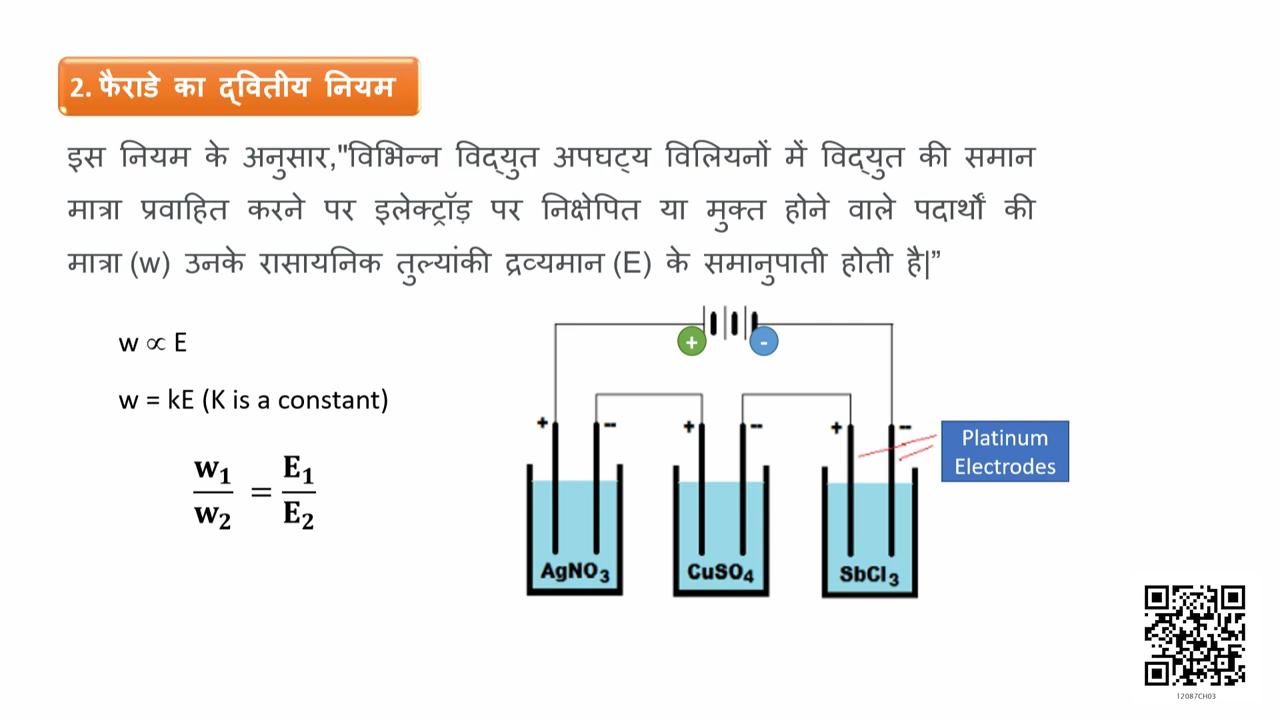 2. फैराडे का द्वितीय नियम
इस नियम के अनुसार,"विभिन्न विद्युत अपघट्य विलियनों में विद्युत की समान
मात्रा प्रवाहित करने पर इलेक्ट्रॉड़ पर निक्षेपित या मुक्त होने वाले पदार्थों की
मात्रा (w) उनके रासायनिक तुल्यांकी द्रव्यमान (E) के समानुपाती होती है|”
w ∝ E
w = kE (K is a constant)
w₁/w₂ = E₁/E₂
+ -
+ -- + -- + --
Platinum
Electrodes
AgNO₃ CuSO₄ SbCl₃
12087CH03